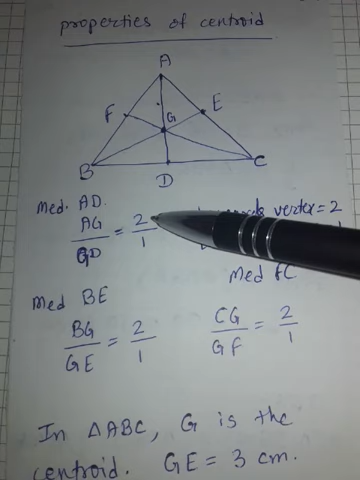 properties of centroid
A
F
G
E
B
D
C
Med. AD.
AG/GD = 2/1
vertex = 2
Med FC
Med BE
BG/GE = 2/1
CG/GF = 2/1
In △ABC, G is the
centroid. GE = 3 cm.